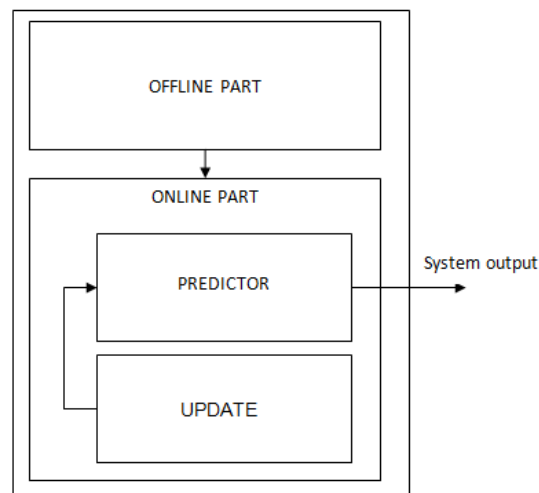 OFFLINE PART
ONLINE PART
PREDICTOR
System output
UPDATE